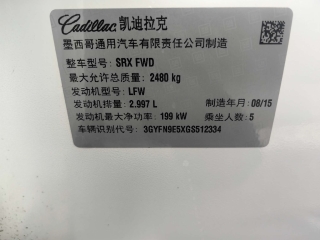 Cadillac 凯迪拉克
墨西哥通用汽车有限责任公司制造
整车型号: SRX FWD
最大允许总质量: 2480 kg
发动机型号: LFW
发动机排量: 2.997 L 制造年月: 08/15
发动机最大净功率: 199 kW 乘坐人数: 5
车辆识别代号: 3GYFN9E5XGS512334